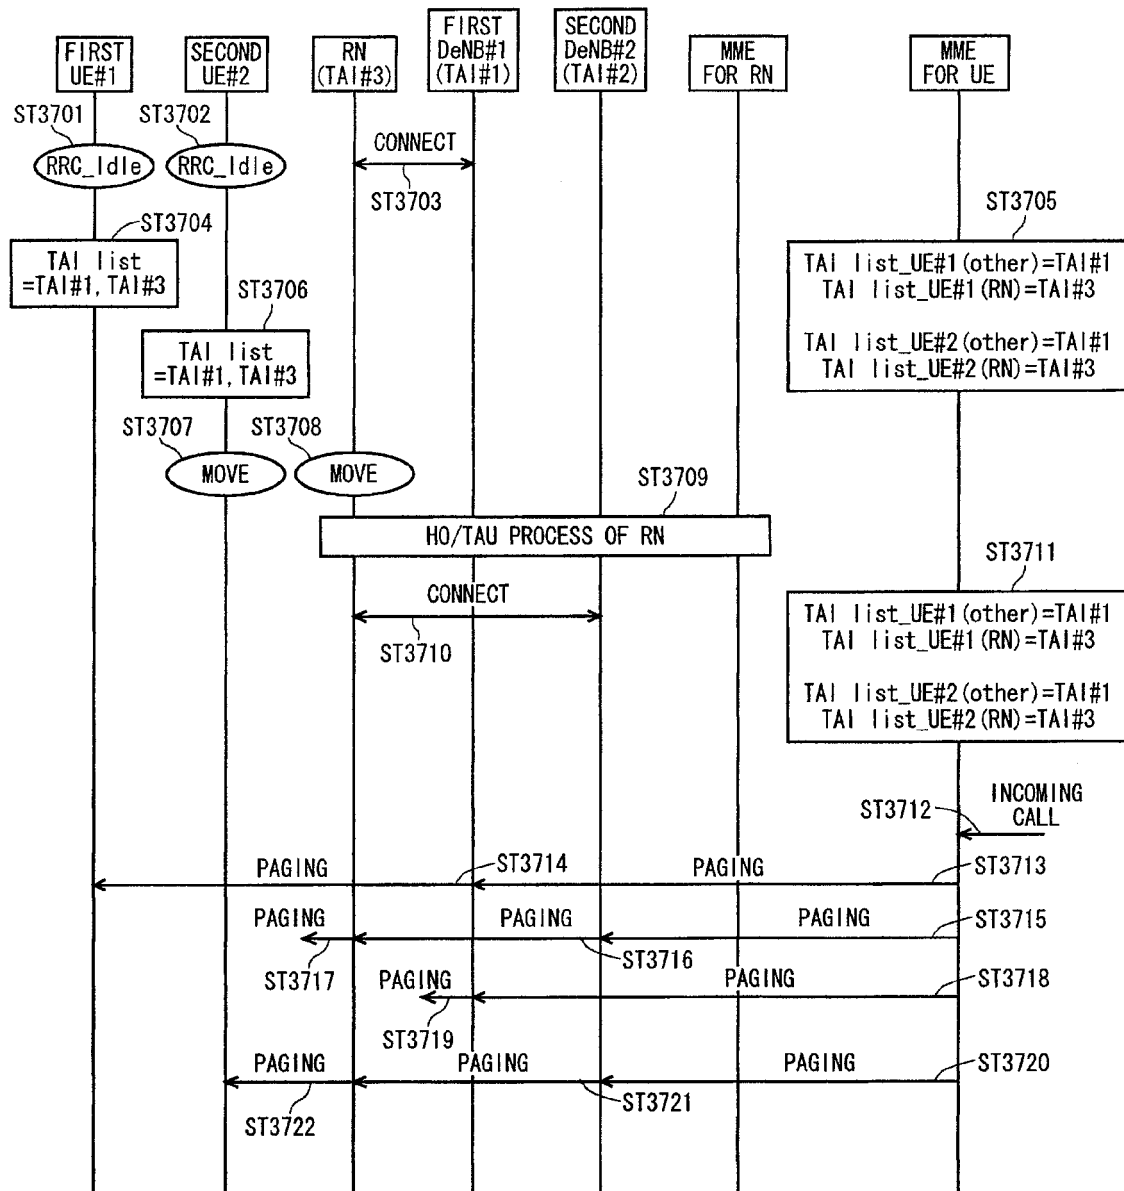 FIRST
UE#1
SECOND
UE#2
RN
(TAI#3)
FIRST
DeNB#1
(TAI#1)
SECOND
DeNB#2
(TAI#2)
MME
FOR RN
MME
FOR UE
ST3701
RRC_Idle
ST3702
RRC_Idle
CONNECT
ST3703
ST3704
TAI list
=TAI#1, TAI#3
ST3705
TAI list_UE#1(other)=TAI#1
TAI list_UE#1(RN)=TAI#3
TAI list_UE#2(other)=TAI#1
TAI list_UE#2(RN)=TAI#3
ST3706
TAI list
=TAI#1, TAI#3
ST3707
MOVE
ST3708
MOVE
ST3709
HO/TAU PROCESS OF RN
CONNECT
ST3710
ST3711
TAI list_UE#1(other)=TAI#1
TAI list_UE#1(RN)=TAI#3
TAI list_UE#2(other)=TAI#1
TAI list_UE#2(RN)=TAI#3
ST3712
INCOMING
CALL
PAGING
ST3714
PAGING
ST3713
PAGING
ST3717
PAGING
ST3716
PAGING
ST3715
PAGING
ST3719
PAGING
ST3718
PAGING
ST3722
PAGING
ST3721
PAGING
ST3720